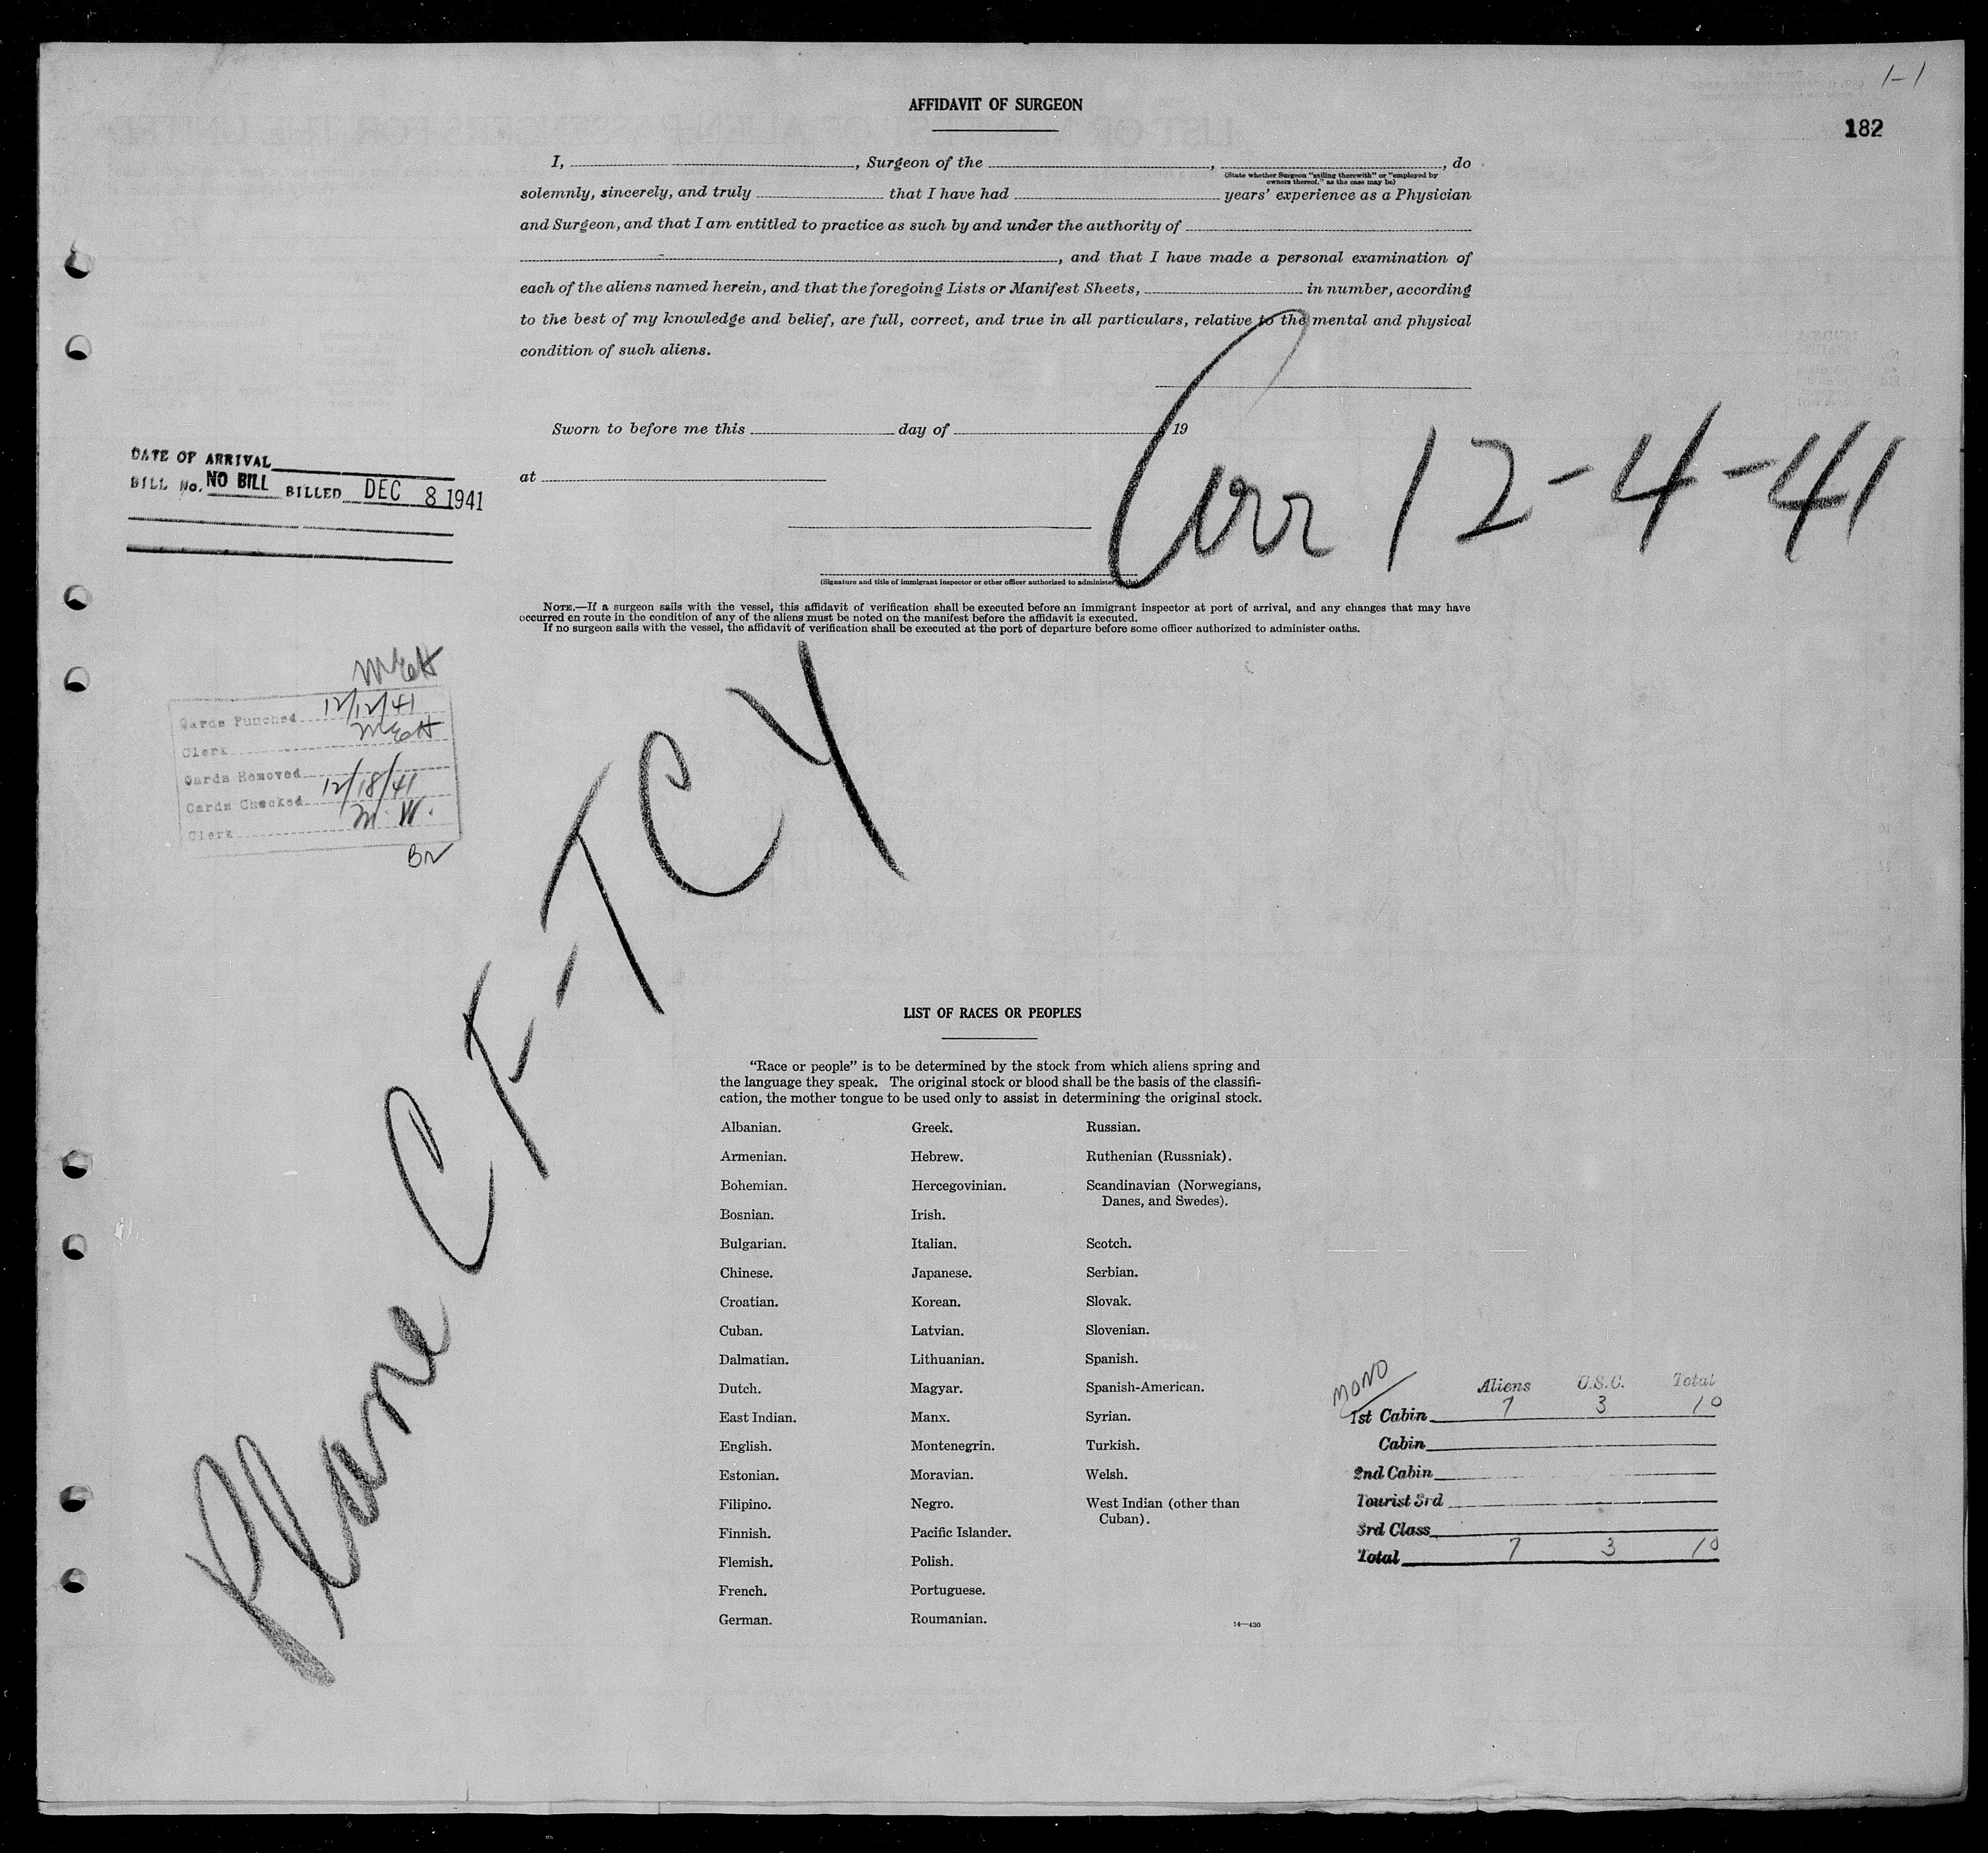 1-1
182
AFFIDAVIT OF SURGEON
I, , Surgeon of the , , do
(State whether Surgeon "sailing therewith" or "employed by
owners thereof," as the case may be)
solemnly, sincerely, and truly that I have had years' experience as a Physician
and Surgeon, and that I am entitled to practice as such by and under the authority of
, and that I have made a personal examination of
each of the aliens named herein, and that the foregoing Lists or Manifest Sheets, in number, according
to the best of my knowledge and belief, are full, correct, and true in all particulars, relative to the mental and physical
condition of such aliens.
Sworn to before me this day of 19
at
Arr 12-4-41
(Signature and title of immigrant inspector or other officer authorized to administer
DATE OF ARRIVAL
BILL No. NO BILL BILLED DEC 8 1941
NOTE.—If a surgeon sails with the vessel, this affidavit of verification shall be executed before an immigrant inspector at port of arrival, and any changes that may have
occurred en route in the condition of any of the aliens must be noted on the manifest before the affidavit is executed.
If no surgeon sails with the vessel, the affidavit of verification shall be executed at the port of departure before some officer authorized to administer oaths.
Cards Punched 12/12/41
Clerk
Cards Removed
Cards Checked 12/18/41
Clerk M. W.
Plane CF-TCY
LIST OF RACES OR PEOPLES
"Race or people" is to be determined by the stock from which aliens spring and
the language they speak. The original stock or blood shall be the basis of the classifi-
cation, the mother tongue to be used only to assist in determining the original stock.
Albanian.
Armenian.
Bohemian.
Bosnian.
Bulgarian.
Chinese.
Croatian.
Cuban.
Dalmatian.
Dutch.
East Indian.
English.
Estonian.
Filipino.
Finnish.
Flemish.
French.
German.
Greek.
Hebrew.
Hercegovinian.
Irish.
Italian.
Japanese.
Korean.
Latvian.
Lithuanian.
Magyar.
Manx.
Montenegrin.
Moravian.
Negro.
Pacific Islander.
Polish.
Portuguese.
Roumanian.
Russian.
Ruthenian (Russniak).
Scandinavian (Norwegians,
Danes, and Swedes).
Scotch.
Serbian.
Slovak.
Slovenian.
Spanish.
Spanish-American.
Syrian.
Turkish.
Welsh.
West Indian (other than
Cuban).
14—430
MONO
Aliens U.S.C. Total
1st Cabin 7 3 10
Cabin
2nd Cabin
Tourist 3rd
3rd Class
Total 7 3 10